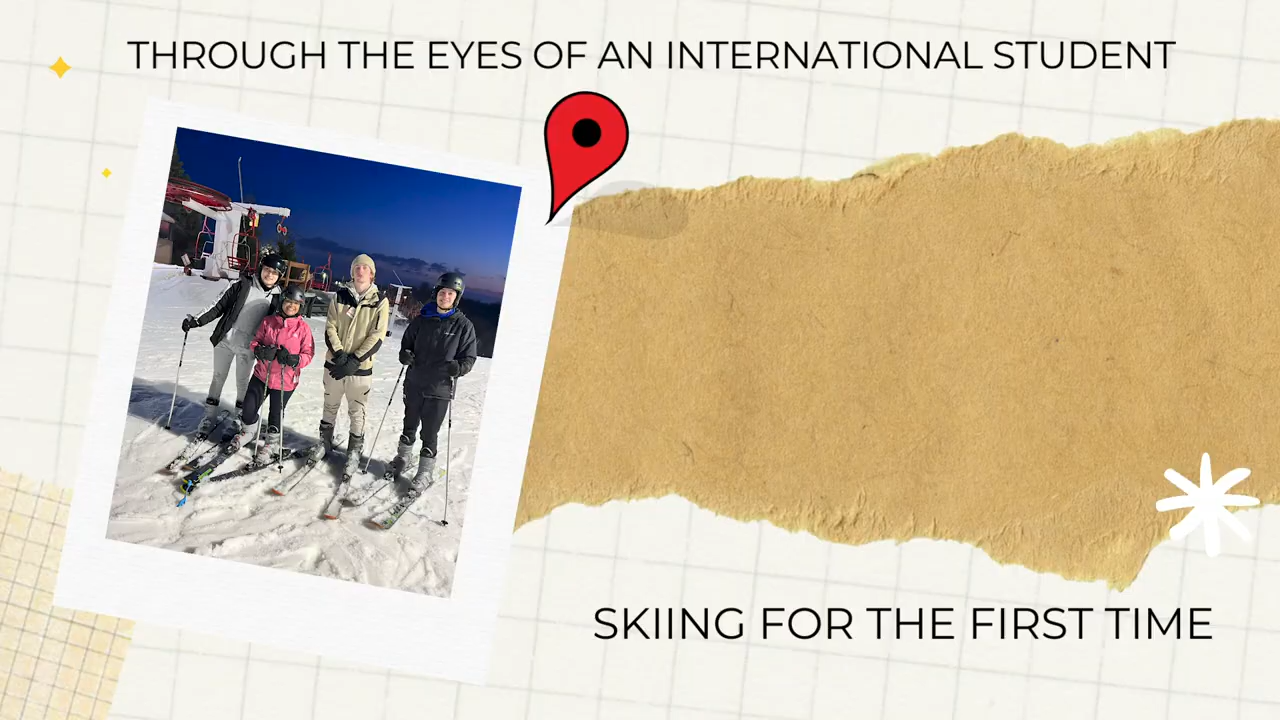 THROUGH THE EYES OF AN INTERNATIONAL STUDENT
SKIING FOR THE FIRST TIME